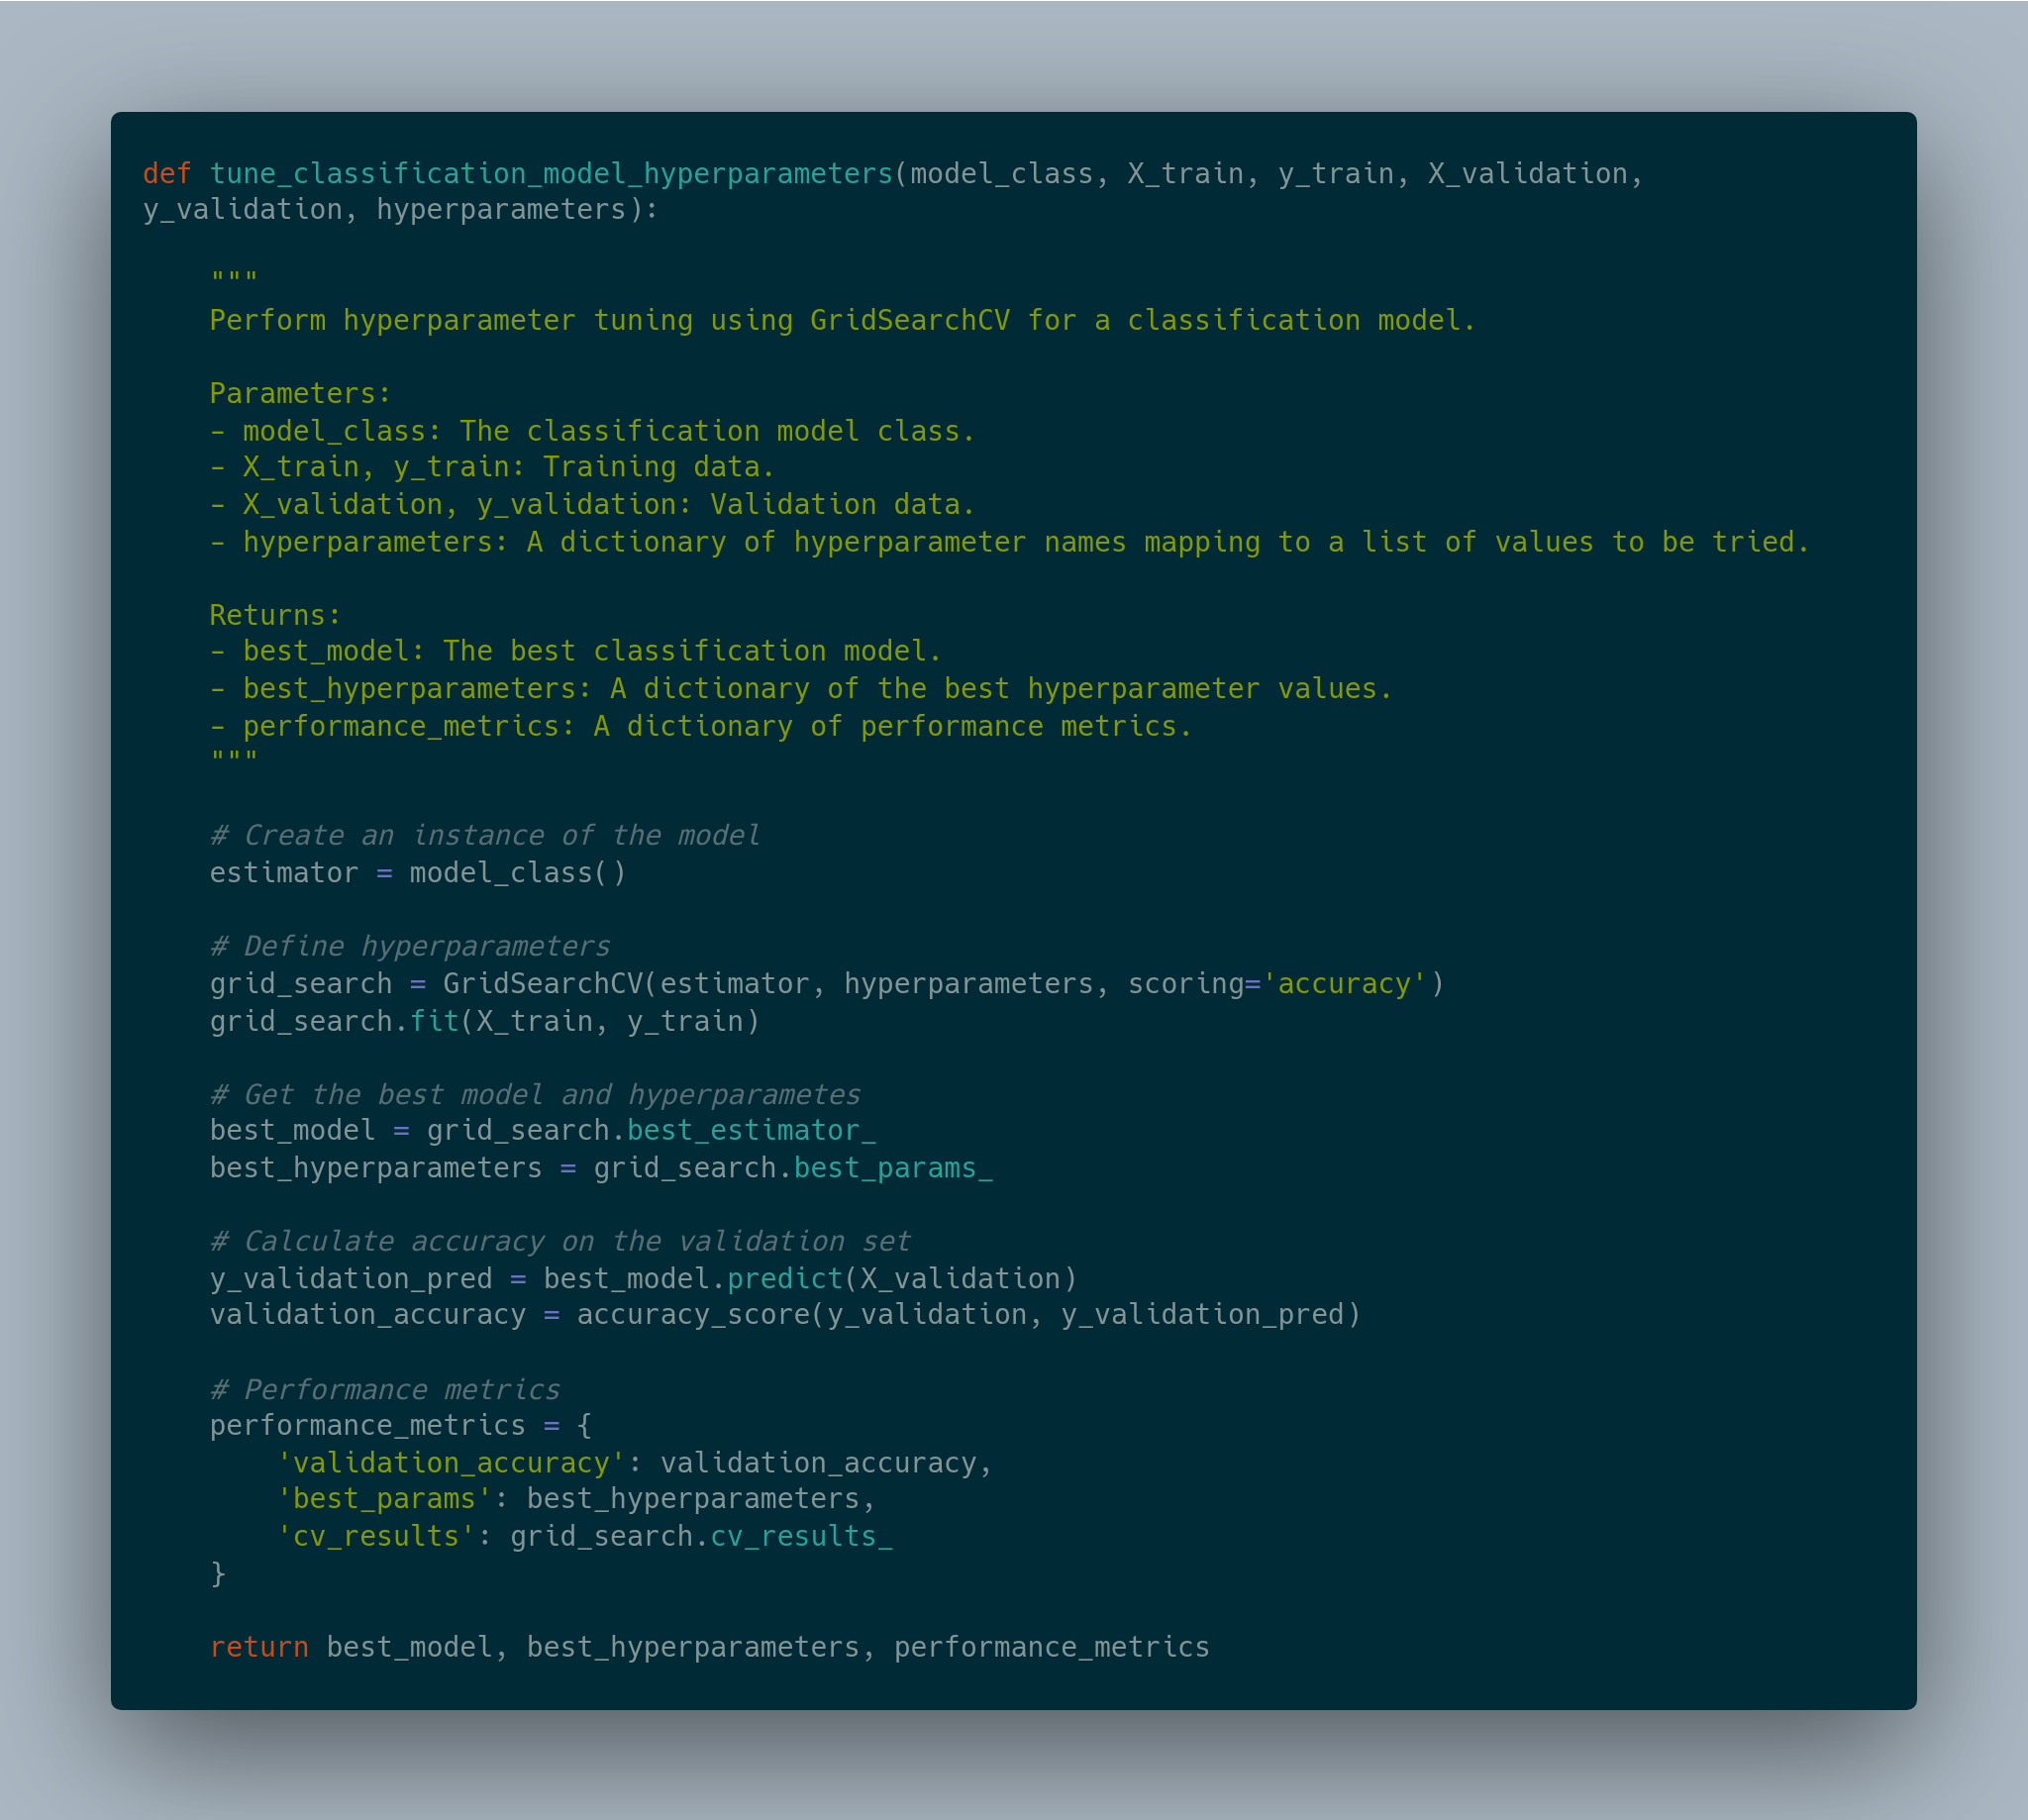 def tune_classification_model_hyperparameters(model_class, X_train, y_train, X_validation,
y_validation, hyperparameters):
"""
Perform hyperparameter tuning using GridSearchCV for a classification model.
Parameters:
- model_class: The classification model class.
- X_train, y_train: Training data.
- X_validation, y_validation: Validation data.
- hyperparameters: A dictionary of hyperparameter names mapping to a list of values to be tried.
Returns:
- best_model: The best classification model.
- best_hyperparameters: A dictionary of the best hyperparameter values.
- performance_metrics: A dictionary of performance metrics.
"""
# Create an instance of the model
estimator = model_class()
# Define hyperparameters
grid_search = GridSearchCV(estimator, hyperparameters, scoring='accuracy')
grid_search.fit(X_train, y_train)
# Get the best model and hyperparametes
best_model = grid_search.best_estimator_
best_hyperparameters = grid_search.best_params_
# Calculate accuracy on the validation set
y_validation_pred = best_model.predict(X_validation)
validation_accuracy = accuracy_score(y_validation, y_validation_pred)
# Performance metrics
performance_metrics = {
'validation_accuracy': validation_accuracy,
'best_params': best_hyperparameters,
'cv_results': grid_search.cv_results_
}
return best_model, best_hyperparameters, performance_metrics